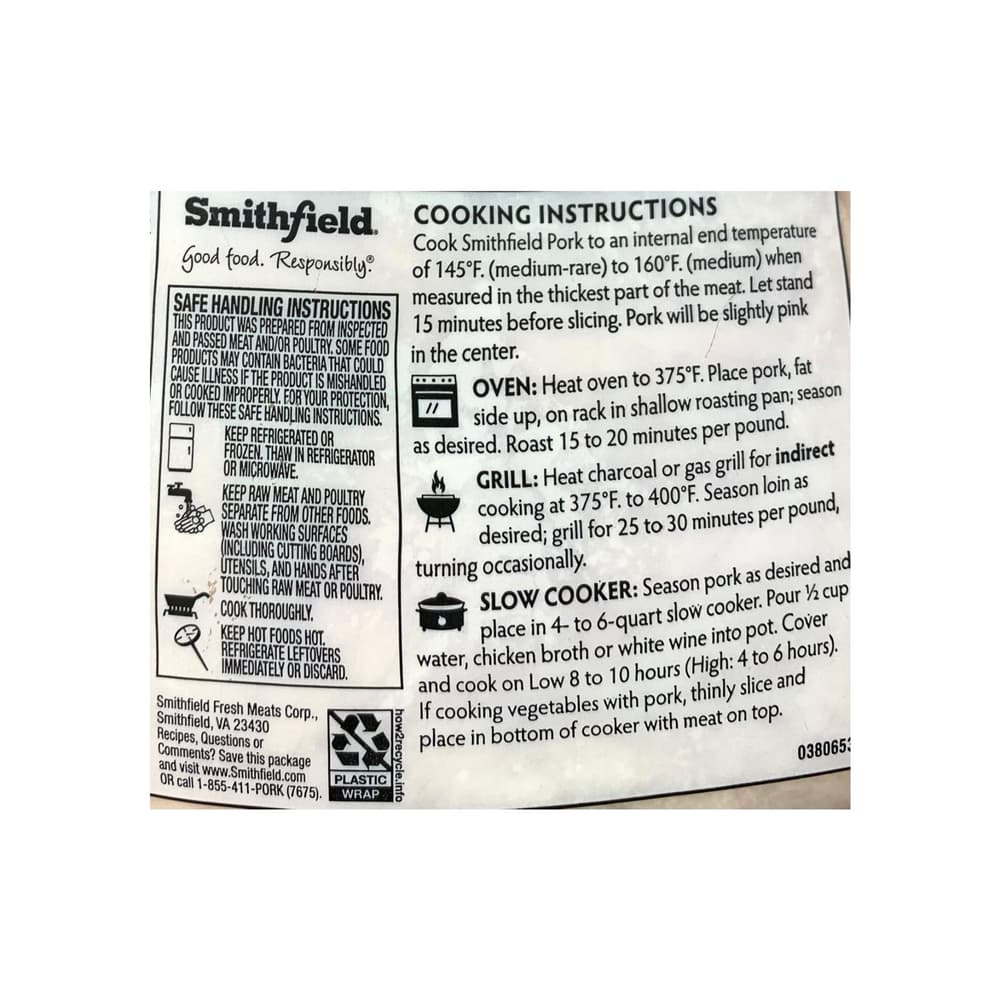 Smithfield.
Good food. Responsibly.®
SAFE HANDLING INSTRUCTIONS
THIS PRODUCT WAS PREPARED FROM INSPECTED
AND PASSED MEAT AND/OR POULTRY. SOME FOOD
PRODUCTS MAY CONTAIN BACTERIA THAT COULD
CAUSE ILLNESS IF THE PRODUCT IS MISHANDLED
OR COOKED IMPROPERLY. FOR YOUR PROTECTION,
FOLLOW THESE SAFE HANDLING INSTRUCTIONS.
KEEP REFRIGERATED OR
FROZEN. THAW IN REFRIGERATOR
OR MICROWAVE.
KEEP RAW MEAT AND POULTRY
SEPARATE FROM OTHER FOODS.
WASH WORKING SURFACES
(INCLUDING CUTTING BOARDS),
UTENSILS, AND HANDS AFTER
TOUCHING RAW MEAT OR POULTRY.
COOK THOROUGHLY.
KEEP HOT FOODS HOT.
REFRIGERATE LEFTOVERS
IMMEDIATELY OR DISCARD.
Smithfield Fresh Meats Corp.,
Smithfield, VA 23430
Recipes, Questions or
Comments? Save this package
and visit www.Smithfield.com
OR call 1-855-411-PORK (7675).
PLASTIC
WRAP
how2recycle.info
COOKING INSTRUCTIONS
Cook Smithfield Pork to an internal end temperature
of 145°F. (medium-rare) to 160°F. (medium) when
measured in the thickest part of the meat. Let stand
15 minutes before slicing. Pork will be slightly pink
in the center.
OVEN: Heat oven to 375°F. Place pork, fat
side up, on rack in shallow roasting pan; season
as desired. Roast 15 to 20 minutes per pound.
GRILL: Heat charcoal or gas grill for indirect
cooking at 375°F. to 400°F. Season loin as
desired; grill for 25 to 30 minutes per pound,
turning occasionally.
SLOW COOKER: Season pork as desired and
place in 4- to 6-quart slow cooker. Pour ½ cup
water, chicken broth or white wine into pot. Cover
and cook on Low 8 to 10 hours (High: 4 to 6 hours).
If cooking vegetables with pork, thinly slice and
place in bottom of cooker with meat on top.
038065